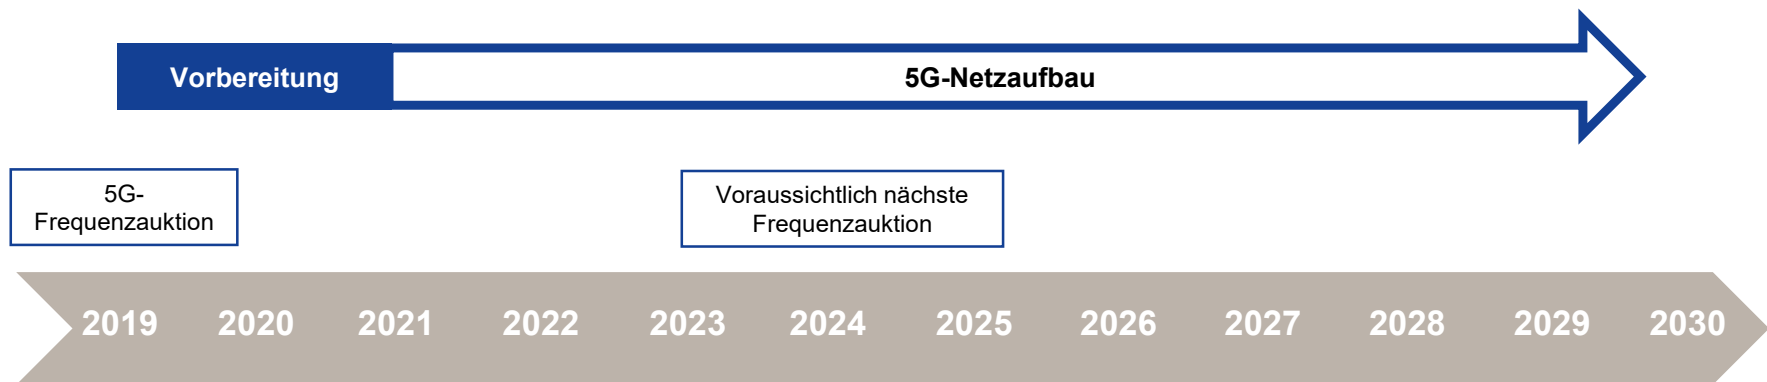 Vorbereitung
5G-Netzaufbau
5G-
Frequenzauktion
Voraussichtlich nächste
Frequenzauktion
2019 2020 2021 2022 2023 2024 2025 2026 2027 2028 2029 2030